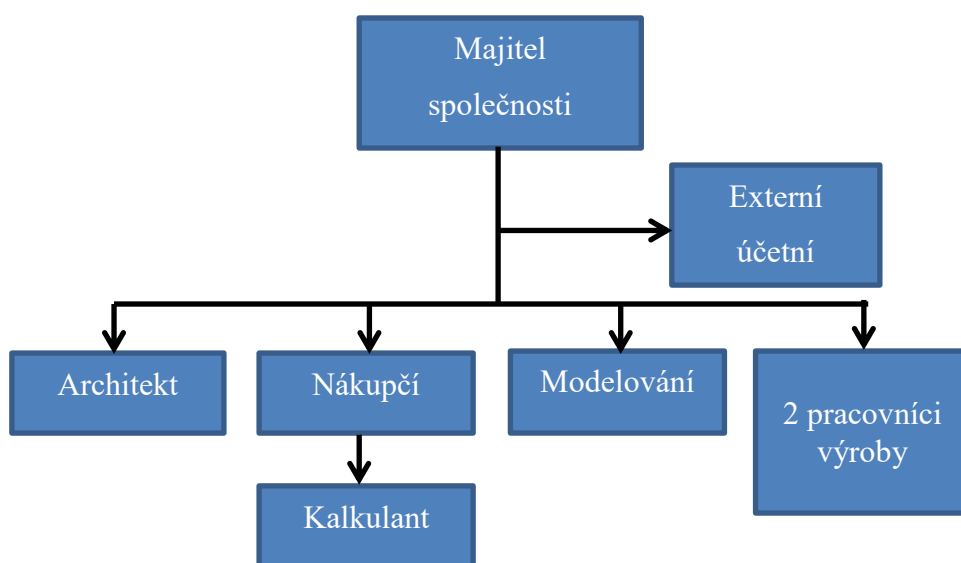 Majitel
společnosti
Externí
účetní
Architekt
Nákupčí
Modelování
2 pracovníci
výroby
Kalkulant